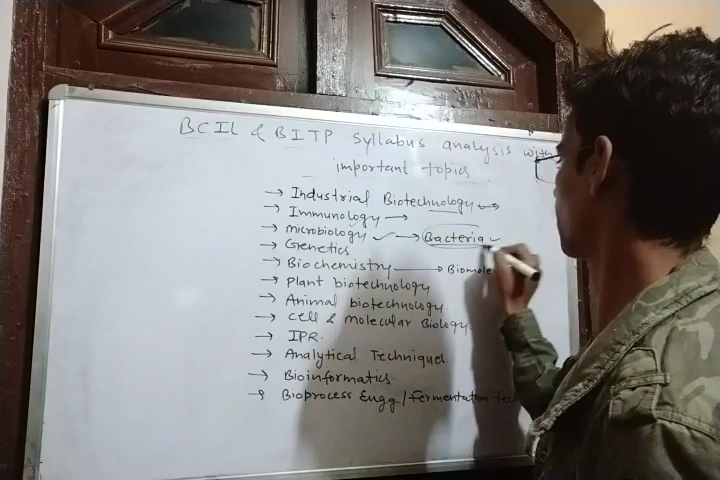 BCIL & BITP Syllabus analysis with
important topics
→ Industrial Biotechnology →
→ Immunology →
→ Microbiology → Bacteria
→ Genetics
→ Biochemistry → Biomole
→ Plant biotechnology
→ Animal biotechnology.
→ Cell & Molecular Biology
→ IPR.
→ Analytical Techniques.
→ Bioinformatics.
→ Bioprocess Engg/fermentation